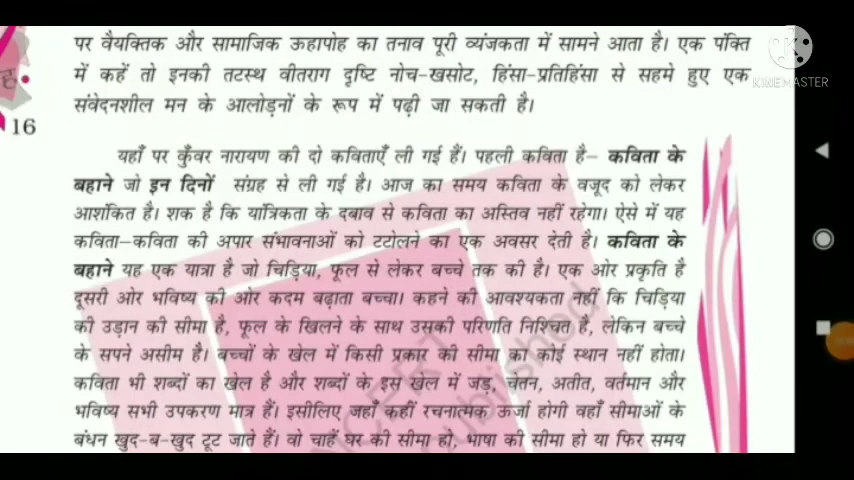 पर वैयक्तिक और सामाजिक ऊहापोह का तनाव पूरी व्यंजकता में सामने आता है। एक पंक्ति
में कहें तो इनकी तटस्थ वीतराग दृष्टि नोच-खसोट, हिंसा-प्रतिहिंसा से सहमे हुए एक
संवेदनशील मन के आलोड़नों के रूप में पढ़ी जा सकती है।
KINEMASTER
16
यहाँ पर कुँवर नारायण की दो कविताएँ ली गई हैं। पहली कविता है- कविता के
बहाने जो इन दिनों संग्रह से ली गई है। आज का समय कविता के वजूद को लेकर
आशंकित है। शक है कि यांत्रिकता के दबाव से कविता का अस्तित्व नहीं रहेगा। ऐसे में यह
कविता-कविता की अपार संभावनाओं को टटोलने का एक अवसर देती है। कविता के
बहाने यह एक यात्रा है जो चिड़िया, फूल से लेकर बच्चे तक की है। एक ओर प्रकृति है
दूसरी ओर भविष्य की ओर कदम बढ़ाता बच्चा। कहने की आवश्यकता नहीं कि चिड़िया
की उड़ान की सीमा है, फूल के खिलने के साथ उसकी परिणति निश्चित है, लेकिन बच्चे
के सपने असीम हैं। बच्चों के खेल में किसी प्रकार की सीमा का कोई स्थान नहीं होता।
कविता भी शब्दों का खेल है और शब्दों के इस खेल में जड़, चेतन, अतीत, वर्तमान और
भविष्य सभी उपकरण मात्र हैं। इसीलिए जहाँ कहीं रचनात्मक ऊर्जा होगी वहाँ सीमाओं के
बंधन खुद-ब-खुद टूट जाते हैं। वो चाहें घर की सीमा हो, भाषा की सीमा हो या फिर समय
NCERT